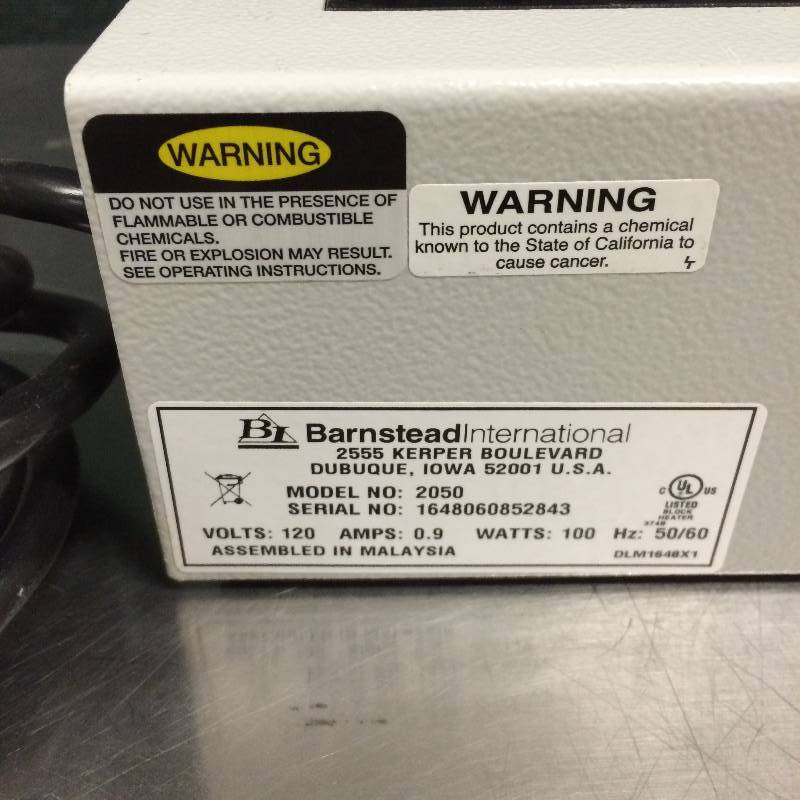 WARNING
DO NOT USE IN THE PRESENCE OF
FLAMMABLE OR COMBUSTIBLE
CHEMICALS.
FIRE OR EXPLOSION MAY RESULT.
SEE OPERATING INSTRUCTIONS.
WARNING
This product contains a chemical
known to the State of California to
cause cancer.
BI BarnsteadInternational
2555 KERPER BOULEVARD
DUBUQUE, IOWA 52001 U.S.A.
MODEL NO: 2050
SERIAL NO: 1648060852843
C UL US
LISTED
BLOCK
HEATER
374B
VOLTS: 120 AMPS: 0.9 WATTS: 100 Hz: 50/60
ASSEMBLED IN MALAYSIA
DLM1648X1